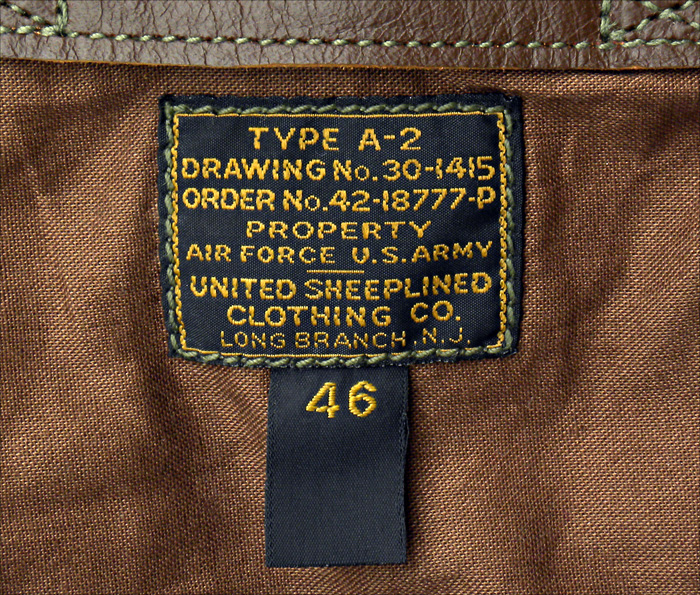 TYPE A-2
DRAWING No. 30-1415
ORDER No. 42-18777-P
PROPERTY
AIR FORCE U.S. ARMY
UNITED SHEEPLINED
CLOTHING CO.
LONG BRANCH, N.J.
46